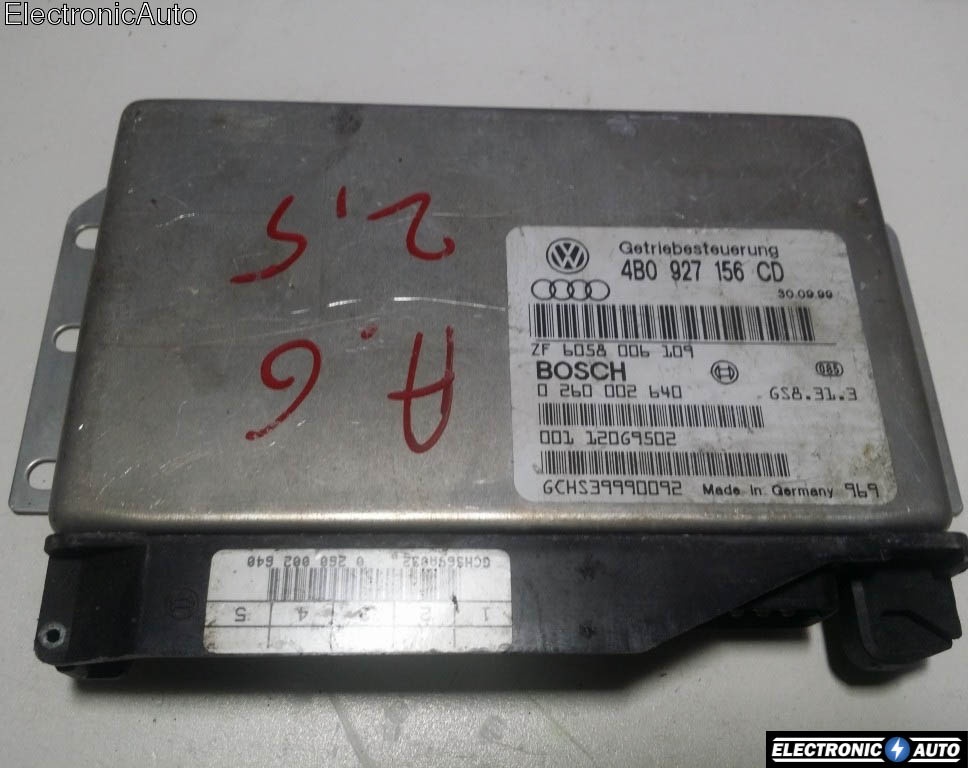 ElectronicAuto
2.5
A.6
Getriebesteuerung
4B0 927 156 CD
30.09.99
ZF 6058 006 109
BOSCH
085
0 260 002 640
GS8.31.3
001 12069502
GCHS39990092 Made in Germany 969
0 260 002 640
1 2 3 4 5
ELECTRONIC AUTO